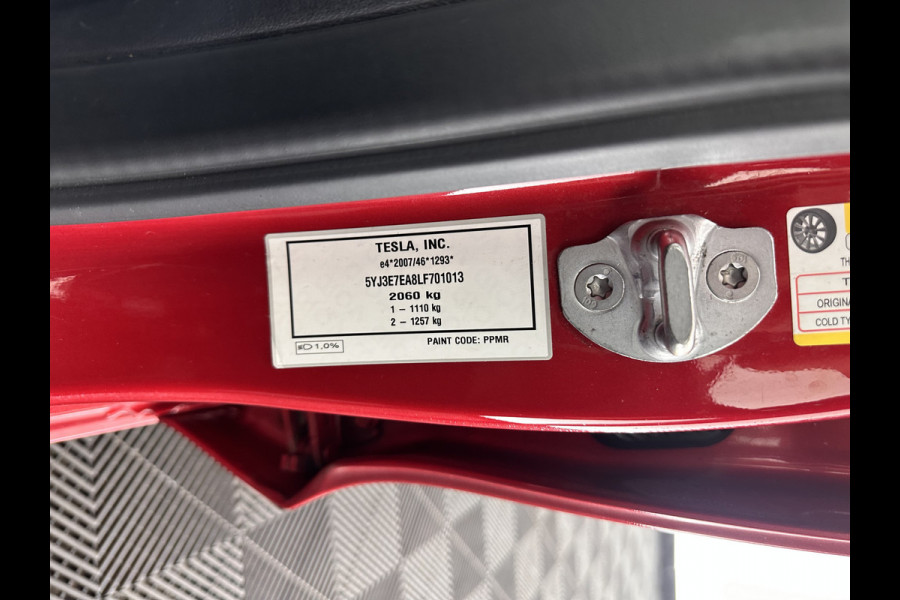 TESLA, INC.
e4*2007/46*1293*
5YJ3E7EA8LF701013
2060 kg
1 – 1110 kg
2 – 1257 kg
1,0%
PAINT CODE: PPMR
TH
T
ORIGINA
COLD TY